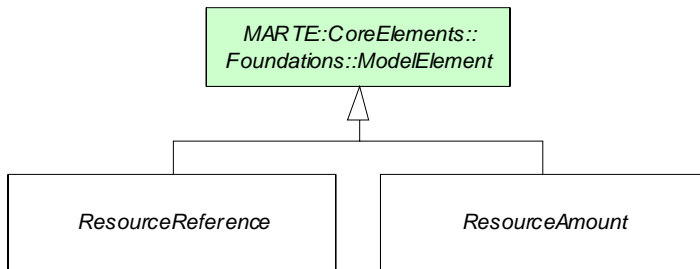 MARTE::CoreElements::
Foundations::ModelElement
ResourceReference
ResourceAmount